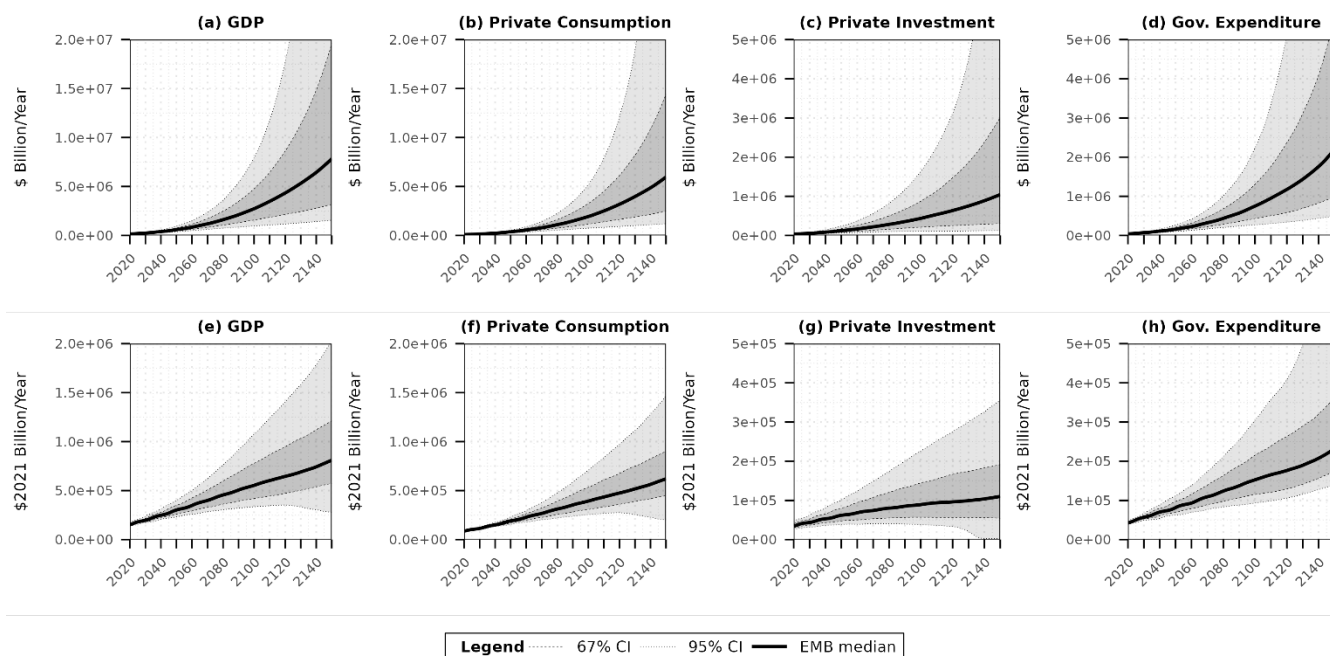 (a) GDP
(b) Private Consumption
(c) Private Investment
(d) Gov. Expenditure
$ Billion/Year
2.0e+07
1.5e+07
1.0e+07
5.0e+06
0.0e+00
2020 2040 2060 2080 2100 2120 2140
$ Billion/Year
2.0e+07
1.5e+07
1.0e+07
5.0e+06
0.0e+00
2020 2040 2060 2080 2100 2120 2140
$ Billion/Year
5e+06
4e+06
3e+06
2e+06
1e+06
0e+00
2020 2040 2060 2080 2100 2120 2140
$ Billion/Year
5e+06
4e+06
3e+06
2e+06
1e+06
0e+00
2020 2040 2060 2080 2100 2120 2140
(e) GDP
(f) Private Consumption
(g) Private Investment
(h) Gov. Expenditure
$2021 Billion/Year
2.0e+06
1.5e+06
1.0e+06
5.0e+05
0.0e+00
2020 2040 2060 2080 2100 2120 2140
$2021 Billion/Year
2.0e+06
1.5e+06
1.0e+06
5.0e+05
0.0e+00
2020 2040 2060 2080 2100 2120 2140
$2021 Billion/Year
5e+05
4e+05
3e+05
2e+05
1e+05
0e+00
2020 2040 2060 2080 2100 2120 2140
$2021 Billion/Year
5e+05
4e+05
3e+05
2e+05
1e+05
0e+00
2020 2040 2060 2080 2100 2120 2140
Legend 67% CI 95% CI EMB median